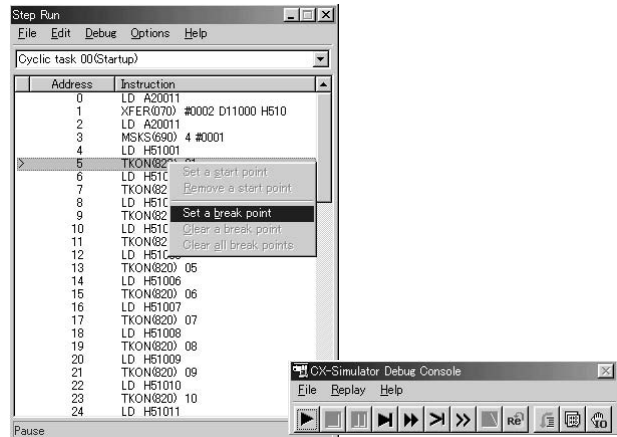 Step Run
File Edit Debug Options Help
Cyclic task 00(Startup)
Address Instruction
0 LD A20011
1 XFER(070) #0002 D11000 H510
2 LD A20011
3 MSKS(690) 4 #0001
4 LD H51001
> 5 TKON(82
6 LD H51C
7 TKON(82
8 LD H51C
9 TKON(82
10 LD H51C
11 TKON(82
12 LD
13 TKON(820) 05
14 LD H51006
15 TKON(820) 06
16 LD H51007
17 TKON(820) 07
18 LD H51008
19 TKON(820) 08
20 LD H51009
21 TKON(820) 09
22 LD H51010
23 TKON(820) 10
24 LD H51011
Pause
Set a start point
Remove a start point
Set a break point
Clear a break point
Clear all break points
CX-Simulator Debug Console
File Replay Help
Re
TO